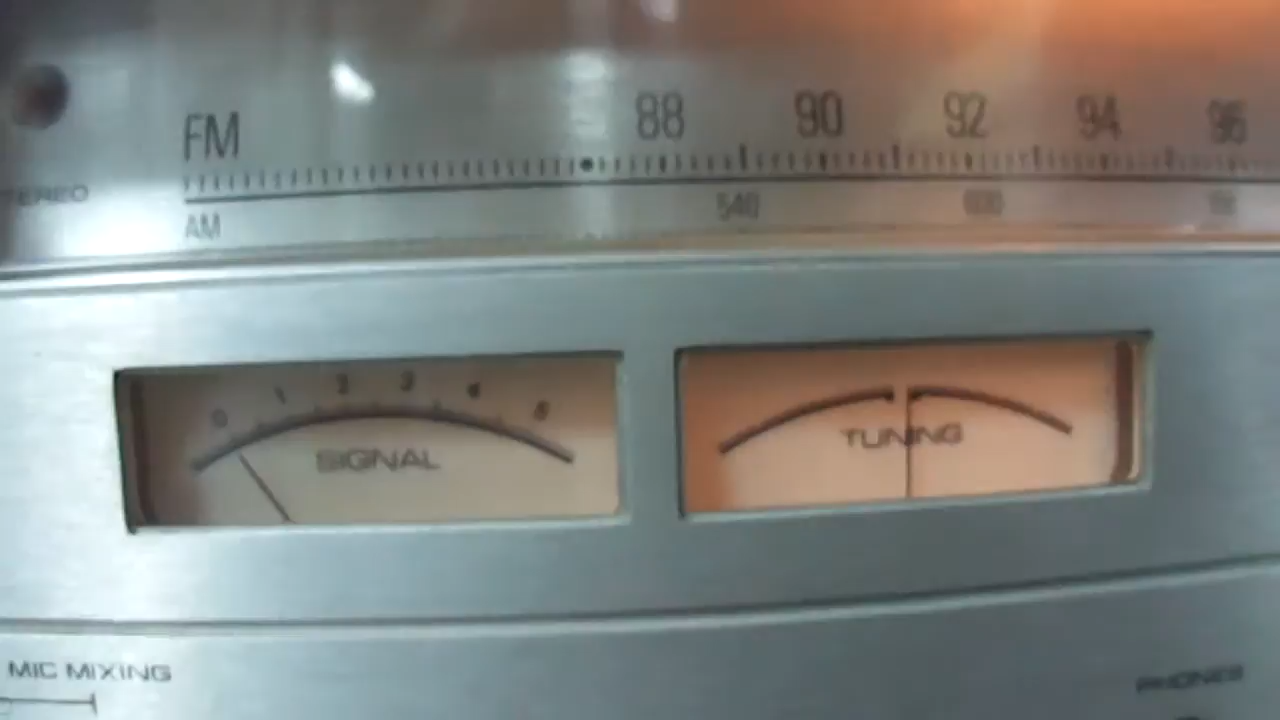 FM 88 90 92 94 96
STEREO
AM 540 600
0 1 2 3 4 5
SIGNAL
TUNING
MIC MIXING
PHONES